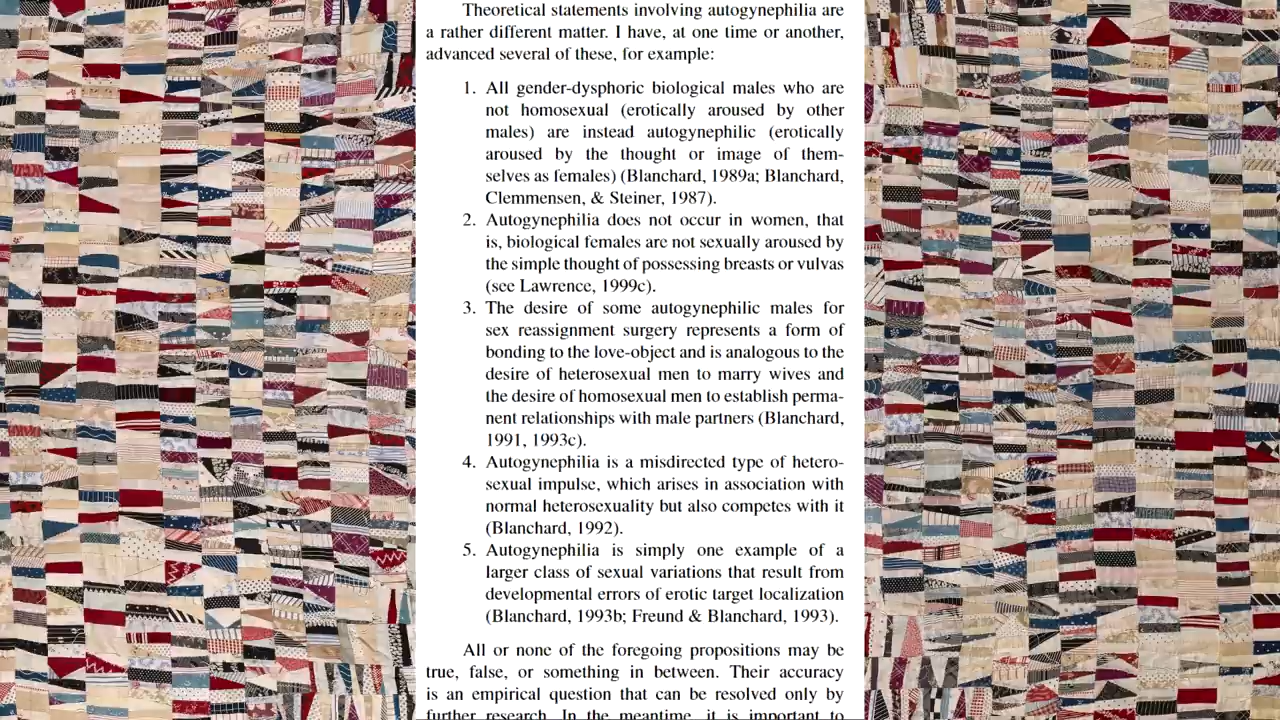 Theoretical statements involving autogynephilia are
a rather different matter. I have, at one time or another,
advanced several of these, for example:
1. All gender-dysphoric biological males who are
not homosexual (erotically aroused by other
males) are instead autogynephilic (erotically
aroused by the thought or image of them-
selves as females) (Blanchard, 1989a; Blanchard,
Clemmensen, & Steiner, 1987).
2. Autogynephilia does not occur in women, that
is, biological females are not sexually aroused by
the simple thought of possessing breasts or vulvas
(see Lawrence, 1999c).
3. The desire of some autogynephilic males for
sex reassignment surgery represents a form of
bonding to the love-object and is analogous to the
desire of heterosexual men to marry wives and
the desire of homosexual men to establish perma-
nent relationships with male partners (Blanchard,
1991, 1993c).
4. Autogynephilia is a misdirected type of hetero-
sexual impulse, which arises in association with
normal heterosexuality but also competes with it
(Blanchard, 1992).
5. Autogynephilia is simply one example of a
larger class of sexual variations that result from
developmental errors of erotic target localization
(Blanchard, 1993b; Freund & Blanchard, 1993).
All or none of the foregoing propositions may be
true, false, or something in between. Their accuracy
is an empirical question that can be resolved only by
further research. In the meantime, it is important to